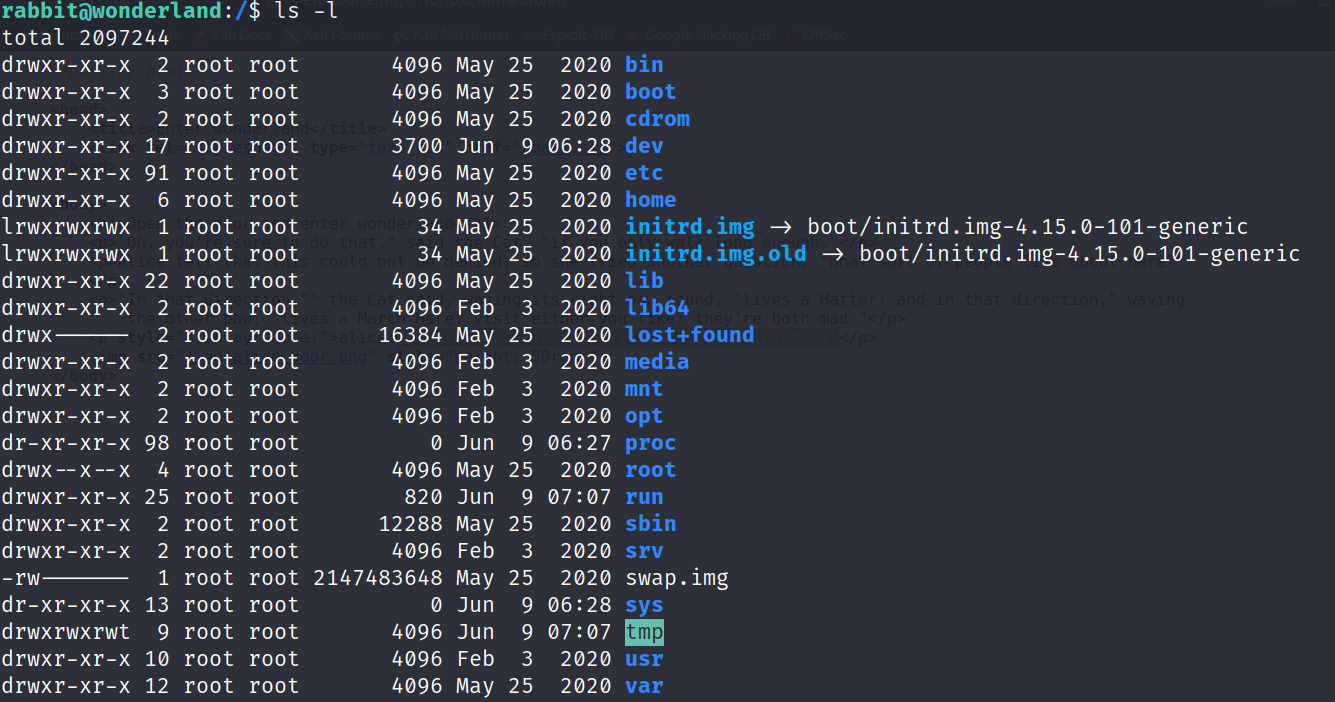 rabbit@wonderland:/$ ls -l
total 2097244
drwxr-xr-x  2 root root       4096 May 25  2020 bin
drwxr-xr-x  3 root root       4096 May 25  2020 boot
drwxr-xr-x  2 root root       4096 May 25  2020 cdrom
drwxr-xr-x 17 root root       3700 Jun  9 06:28 dev
drwxr-xr-x 91 root root       4096 May 25  2020 etc
drwxr-xr-x  6 root root       4096 May 25  2020 home
lrwxrwxrwx  1 root root         34 May 25  2020 initrd.img -> boot/initrd.img-4.15.0-101-generic
lrwxrwxrwx  1 root root         34 May 25  2020 initrd.img.old -> boot/initrd.img-4.15.0-101-generic
drwxr-xr-x 22 root root       4096 May 25  2020 lib
drwxr-xr-x  2 root root       4096 Feb  3  2020 lib64
drwx------  2 root root      16384 May 25  2020 lost+found
drwxr-xr-x  2 root root       4096 Feb  3  2020 media
drwxr-xr-x  2 root root       4096 Feb  3  2020 mnt
drwxr-xr-x  2 root root       4096 Feb  3  2020 opt
dr-xr-xr-x 98 root root          0 Jun  9 06:27 proc
drwx--x--x  4 root root       4096 May 25  2020 root
drwxr-xr-x 25 root root        820 Jun  9 07:07 run
drwxr-xr-x  2 root root      12288 May 25  2020 sbin
drwxr-xr-x  2 root root       4096 Feb  3  2020 srv
-rw-------  1 root root 2147483648 May 25  2020 swap.img
dr-xr-xr-x 13 root root          0 Jun  9 06:28 sys
drwxrwxrwt  9 root root       4096 Jun  9 07:07 tmp
drwxr-xr-x 10 root root       4096 Feb  3  2020 usr
drwxr-xr-x 12 root root       4096 May 25  2020 var